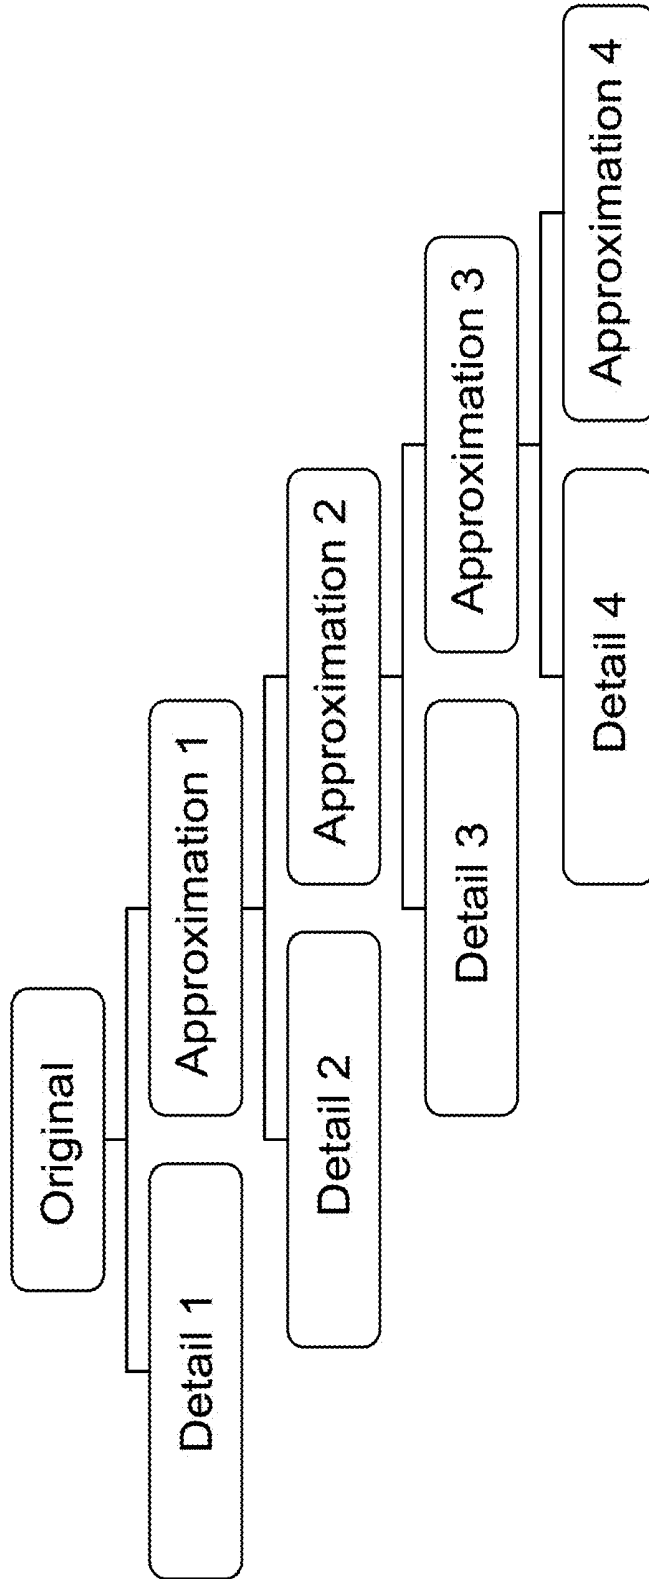 Original
Detail 1
Approximation 1
Detail 2
Approximation 2
Detail 3
Approximation 3
Detail 4
Approximation 4